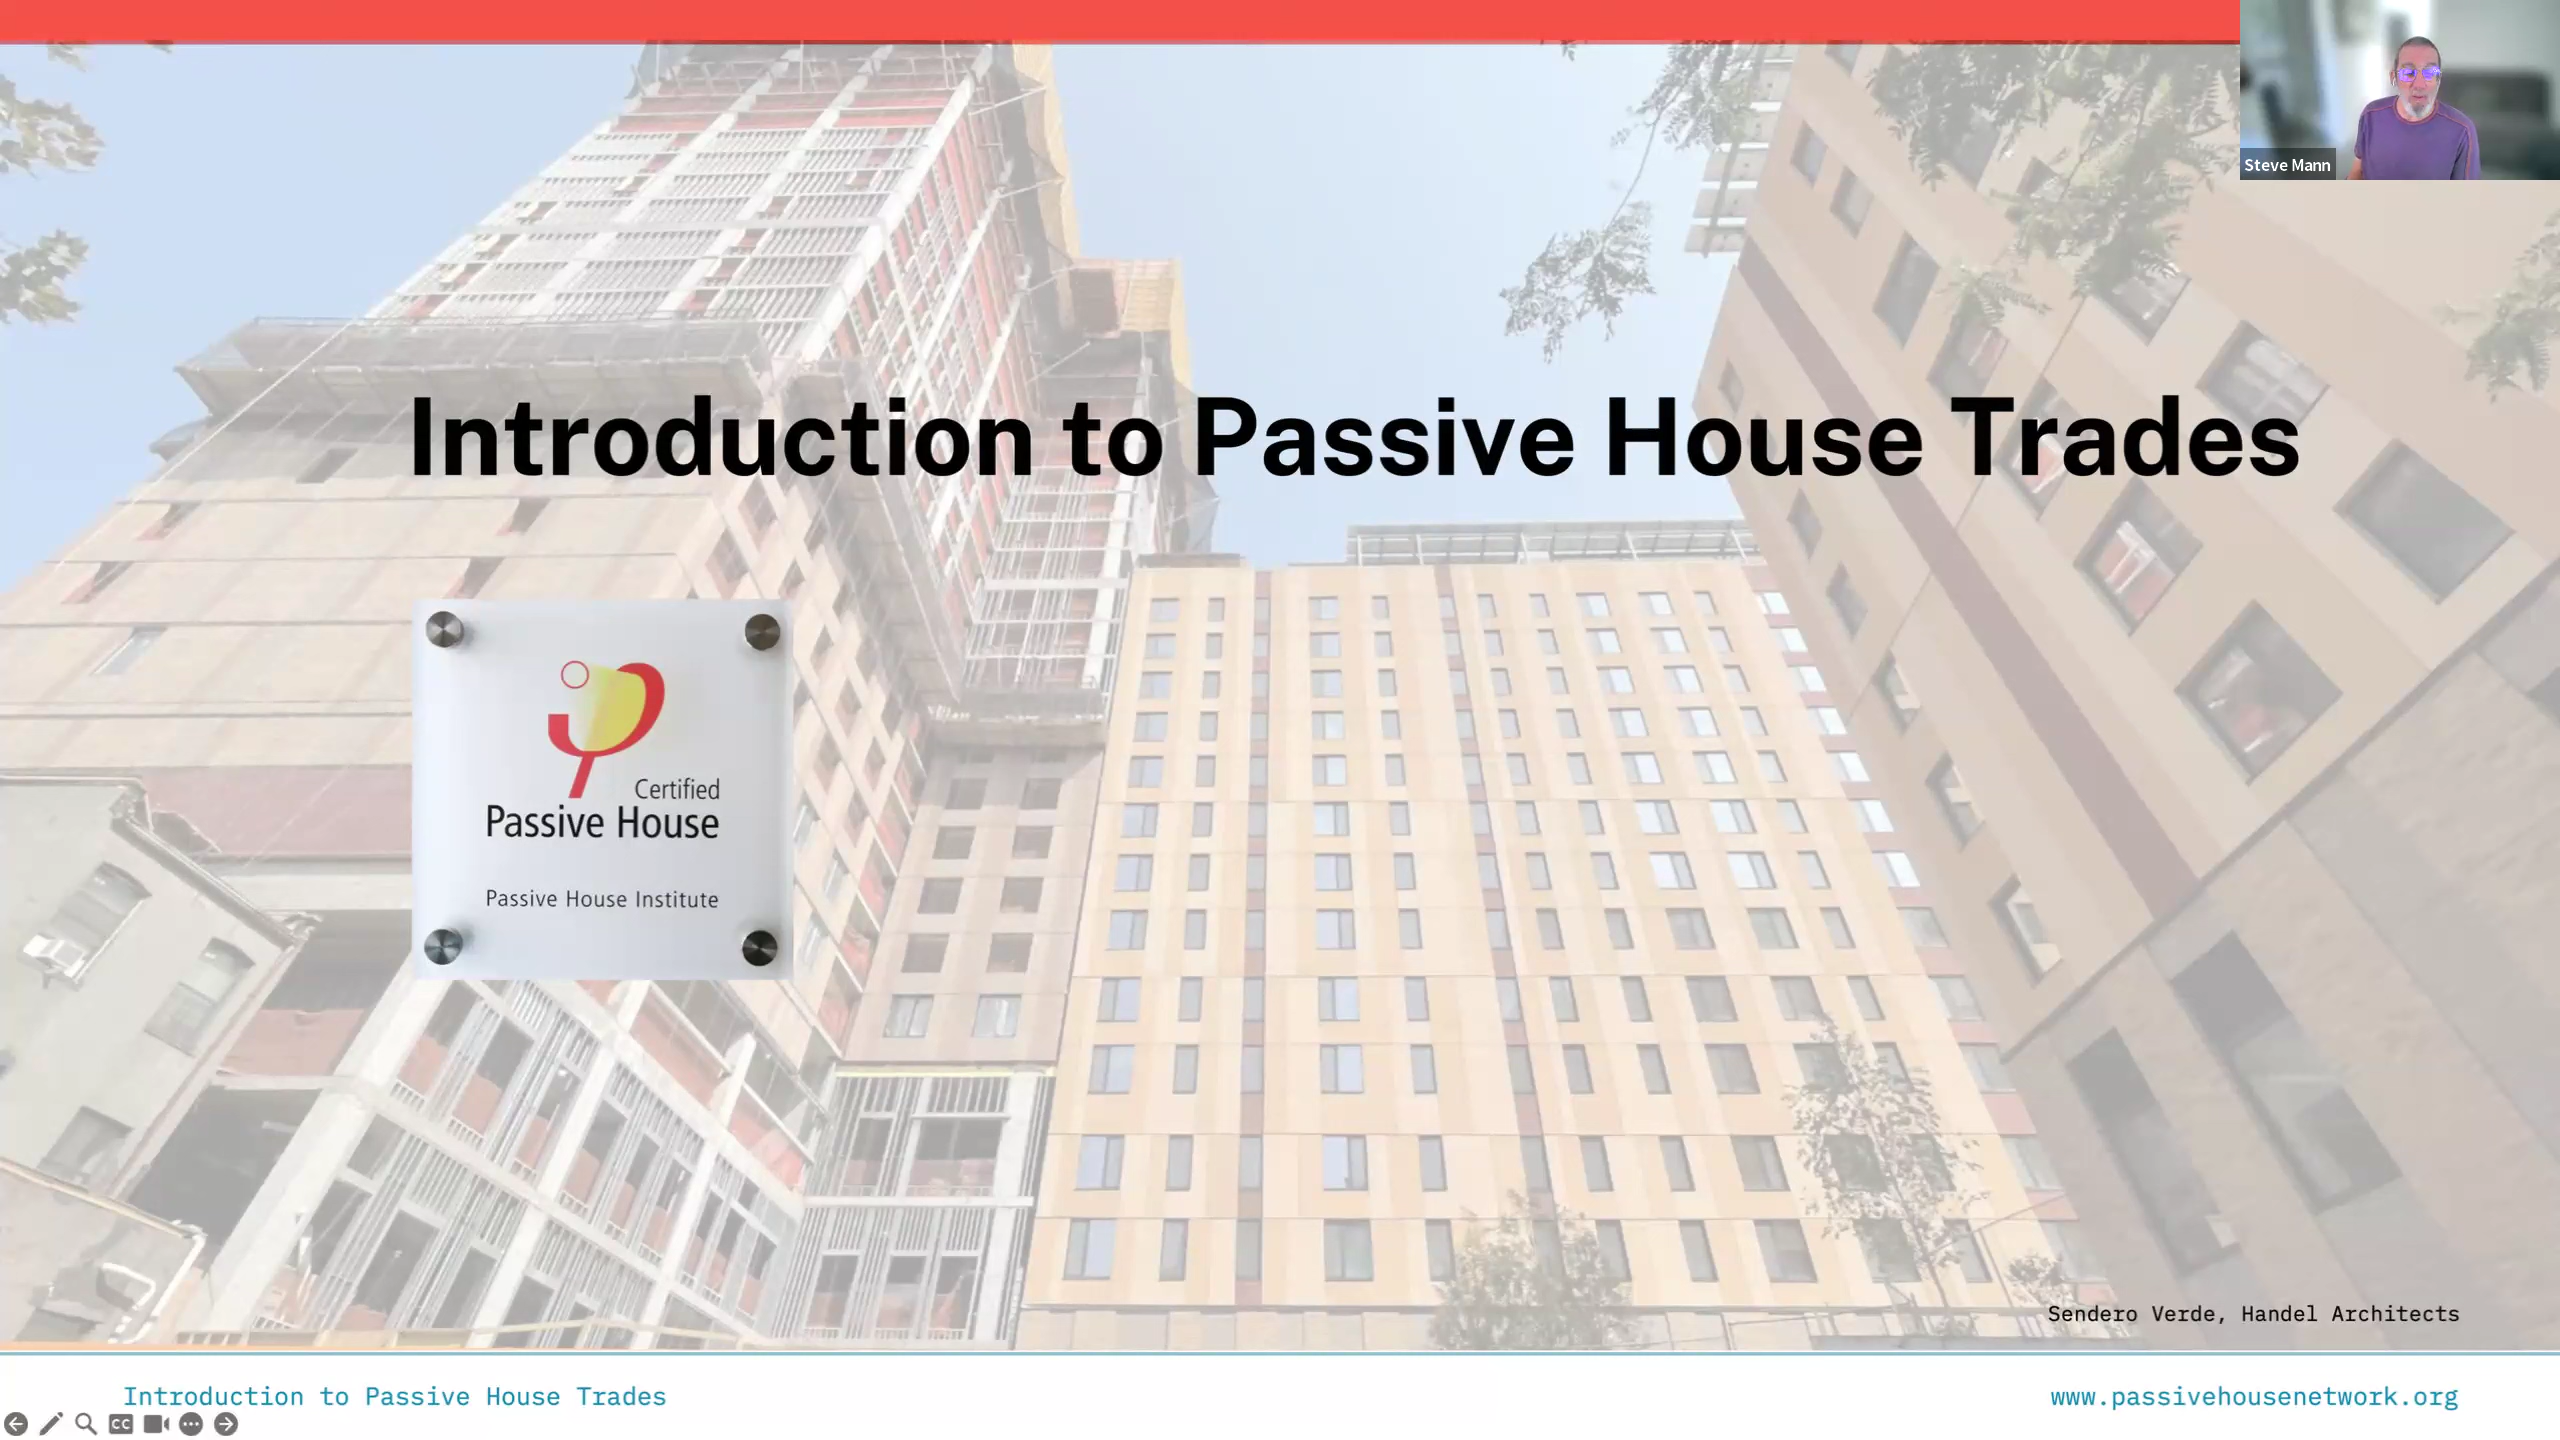 Steve Mann
Introduction to Passive House Trades
Certified
Passive House
Passive House Institute
Sendero Verde, Handel Architects
Introduction to Passive House Trades
www.passivehousenetwork.org
CC